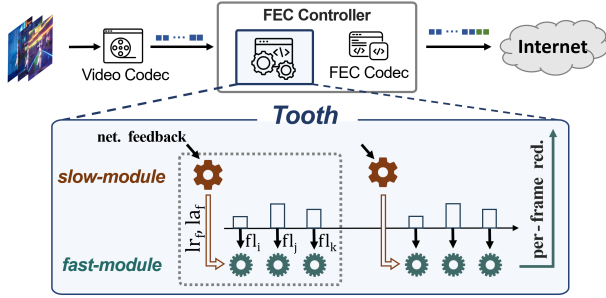 FEC Controller
Video Codec
</>
FEC Codec
Internet
Tooth
net. feedback
slow-module
lr_f, la_f
fl_i
fl_j
fl_k
fast-module
per-frame red.